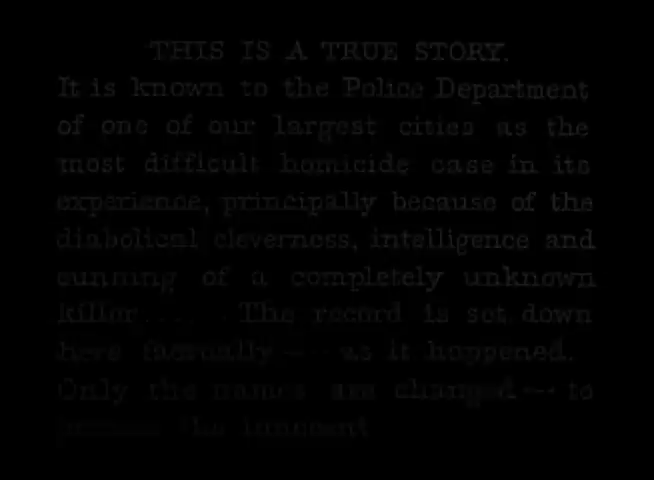 THIS IS A TRUE STORY.
It is known to the Police Department
of one of our largest cities as the
most difficult homicide case in its
experience, principally because of the
diabolical cleverness, intelligence and
cunning of a completely unknown
killer..... The record is set down
here factually -- as it happened.
Only the names are changed -- to
the innocent